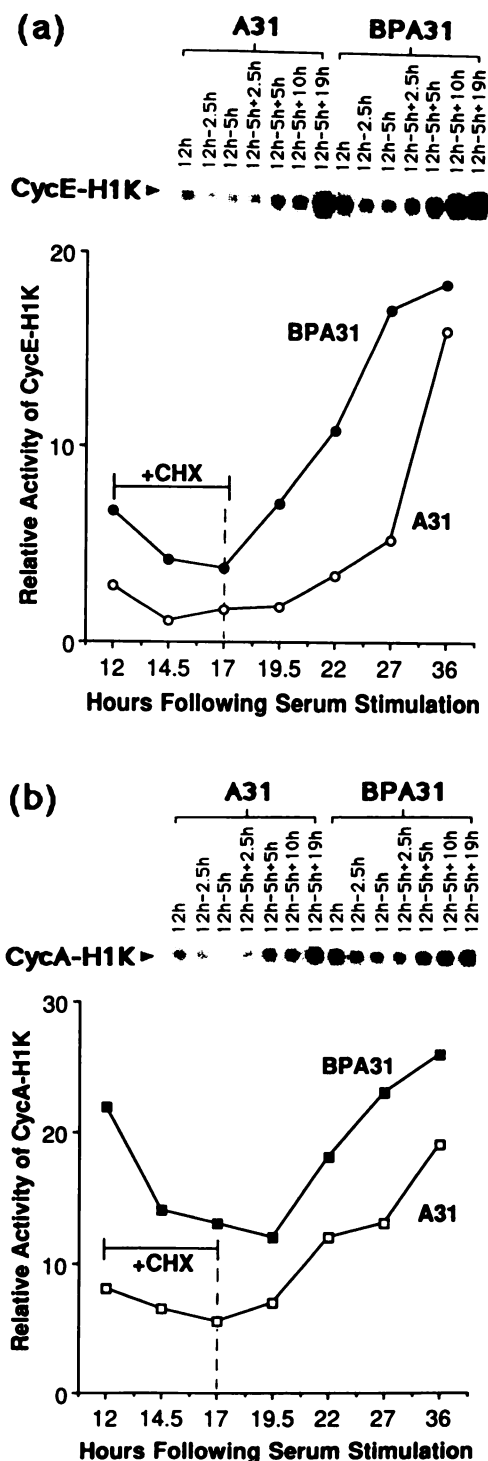 (a)
A31 BPA31
12h 12h-2.5h 12h-5h 12h-5h+2.5h 12h-5h+5h 12h-5h+10h 12h-5h+19h 12h 12h-2.5h 12h-5h 12h-5h+2.5h 12h-5h+5h 12h-5h+10h 12h-5h+19h
CycE-H1K
20
BPA31
10
+CHX
A31
0
Relative Activity of CycE-H1K
12 14.5 17 19.5 22 27 36
Hours Following Serum Stimulation
(b)
A31 BPA31
12h 12h-2.5h 12h-5h 12h-5h+2.5h 12h-5h+5h 12h-5h+10h 12h-5h+19h 12h 12h-2.5h 12h-5h 12h-5h+2.5h 12h-5h+5h 12h-5h+10h 12h-5h+19h
CycA-H1K
30
BPA31
20
A31
10
+CHX
0
Relative Activity of CycA-H1K
12 14.5 17 19.5 22 27 36
Hours Following Serum Stimulation